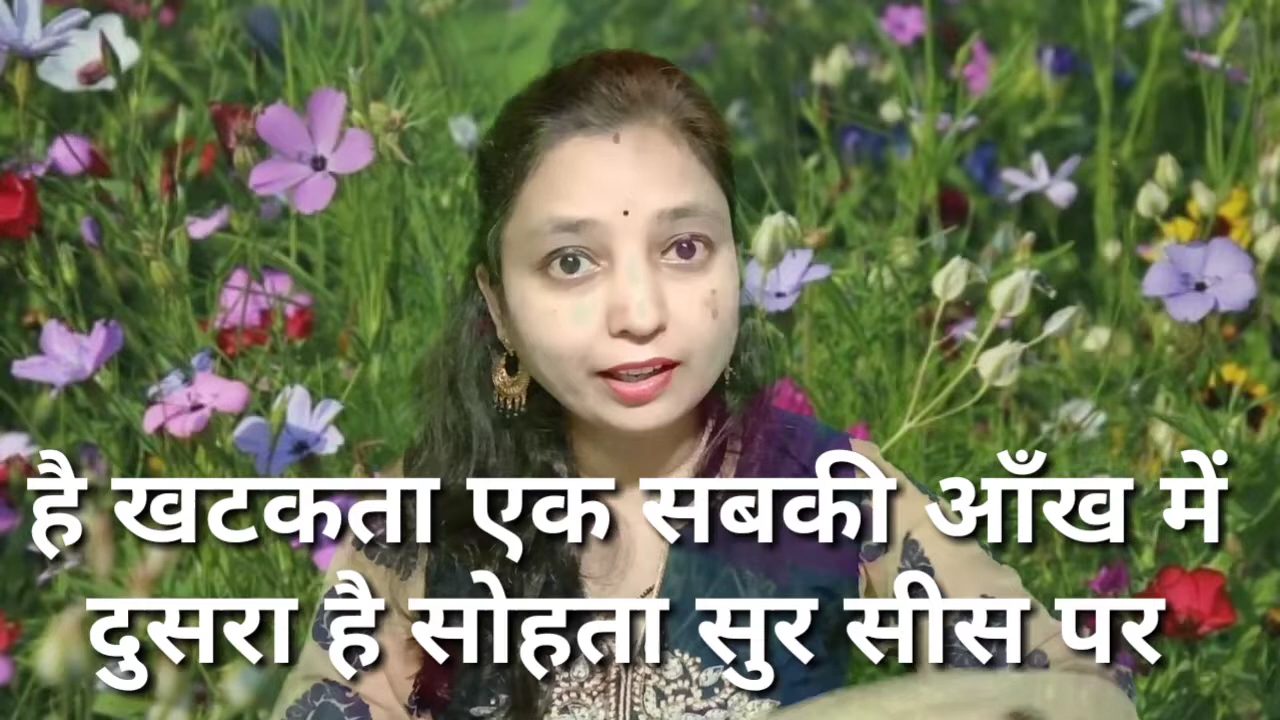 है खटकता एक सबकी आँख में
दुसरा है सोहता सुर सीस पर